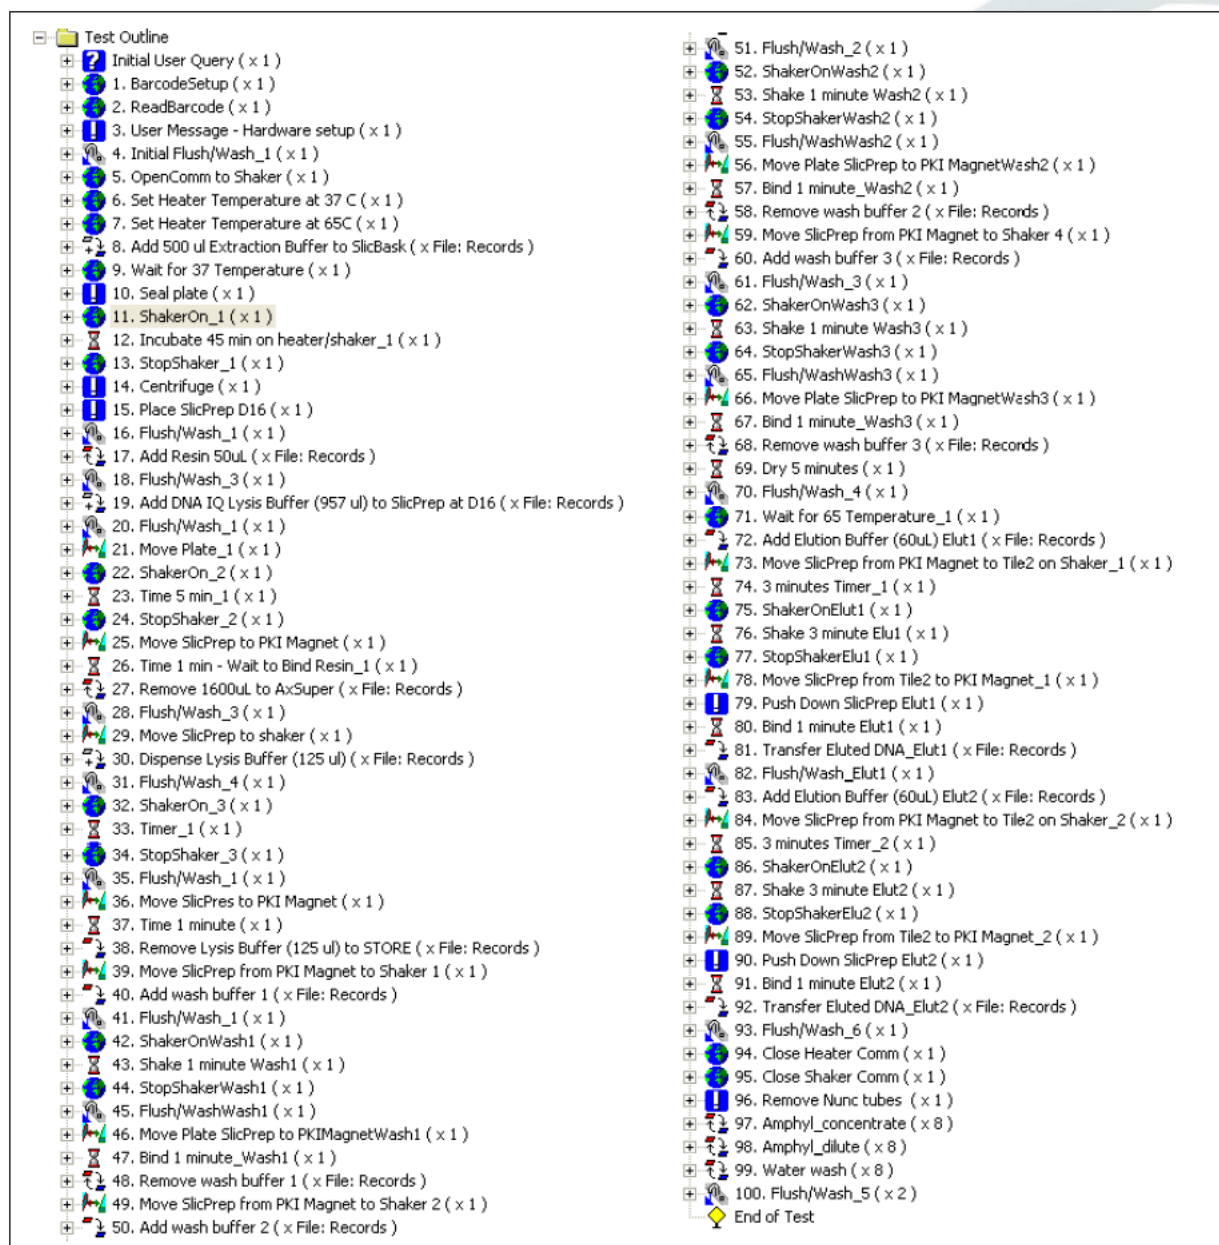 Test Outline
Initial User Query ( x 1 )
1. BarcodeSetup ( x 1 )
2. ReadBarcode ( x 1 )
3. User Message - Hardware setup ( x 1 )
4. Initial Flush/Wash_1 ( x 1 )
5. OpenComm to Shaker ( x 1 )
6. Set Heater Temperature at 37 C ( x 1 )
7. Set Heater Temperature at 65C ( x 1 )
8. Add 500 ul Extraction Buffer to SlicBask ( x File: Records )
9. Wait for 37 Temperature ( x 1 )
10. Seal plate ( x 1 )
11. ShakerOn_1 ( x 1 )
12. Incubate 45 min on heater/shaker_1 ( x 1 )
13. StopShaker_1 ( x 1 )
14. Centrifuge ( x 1 )
15. Place SlicPrep D16 ( x 1 )
16. Flush/Wash_1 ( x 1 )
17. Add Resin 50uL ( x File: Records )
18. Flush/Wash_3 ( x 1 )
19. Add DNA IQ Lysis Buffer (957 ul) to SlicPrep at D16 ( x File: Records )
20. Flush/Wash_1 ( x 1 )
21. Move Plate_1 ( x 1 )
22. ShakerOn_2 ( x 1 )
23. Time 5 min_1 ( x 1 )
24. StopShaker_2 ( x 1 )
25. Move SlicPrep to PKI Magnet ( x 1 )
26. Time 1 min - Wait to Bind Resin_1 ( x 1 )
27. Remove 1600uL to AxSuper ( x File: Records )
28. Flush/Wash_3 ( x 1 )
29. Move SlicPrep to shaker ( x 1 )
30. Dispense Lysis Buffer (125 ul) ( x File: Records )
31. Flush/Wash_4 ( x 1 )
32. ShakerOn_3 ( x 1 )
33. Timer_1 ( x 1 )
34. StopShaker_3 ( x 1 )
35. Flush/Wash_1 ( x 1 )
36. Move SlicPres to PKI Magnet ( x 1 )
37. Time 1 minute ( x 1 )
38. Remove Lysis Buffer (125 ul) to STORE ( x File: Records )
39. Move SlicPrep from PKI Magnet to Shaker 1 ( x 1 )
40. Add wash buffer 1 ( x File: Records )
41. Flush/Wash_1 ( x 1 )
42. ShakerOnWash1 ( x 1 )
43. Shake 1 minute Wash1 ( x 1 )
44. StopShakerWash1 ( x 1 )
45. Flush/WashWash1 ( x 1 )
46. Move Plate SlicPrep to PKIMagnetWash1 ( x 1 )
47. Bind 1 minute_Wash1 ( x 1 )
48. Remove wash buffer 1 ( x File: Records )
49. Move SlicPrep from PKI Magnet to Shaker 2 ( x 1 )
50. Add wash buffer 2 ( x File: Records )
51. Flush/Wash_2 ( x 1 )
52. ShakerOnWash2 ( x 1 )
53. Shake 1 minute Wash2 ( x 1 )
54. StopShakerWash2 ( x 1 )
55. Flush/WashWash2 ( x 1 )
56. Move Plate SlicPrep to PKI MagnetWash2 ( x 1 )
57. Bind 1 minute_Wash2 ( x 1 )
58. Remove wash buffer 2 ( x File: Records )
59. Move SlicPrep from PKI Magnet to Shaker 4 ( x 1 )
60. Add wash buffer 3 ( x File: Records )
61. Flush/Wash_3 ( x 1 )
62. ShakerOnWash3 ( x 1 )
63. Shake 1 minute Wash3 ( x 1 )
64. StopShakerWash3 ( x 1 )
65. Flush/WashWash3 ( x 1 )
66. Move Plate SlicPrep to PKI MagnetWash3 ( x 1 )
67. Bind 1 minute_Wash3 ( x 1 )
68. Remove wash buffer 3 ( x File: Records )
69. Dry 5 minutes ( x 1 )
70. Flush/Wash_4 ( x 1 )
71. Wait for 65 Temperature_1 ( x 1 )
72. Add Elution Buffer (60uL) Elut1 ( x File: Records )
73. Move SlicPrep from PKI Magnet to Tile2 on Shaker_1 ( x 1 )
74. 3 minutes Timer_1 ( x 1 )
75. ShakerOnElut1 ( x 1 )
76. Shake 3 minute Elu1 ( x 1 )
77. StopShakerElu1 ( x 1 )
78. Move SlicPrep from Tile2 to PKI Magnet_1 ( x 1 )
79. Push Down SlicPrep Elut1 ( x 1 )
80. Bind 1 minute Elut1 ( x 1 )
81. Transfer Eluted DNA_Elut1 ( x File: Records )
82. Flush/Wash_Elut1 ( x 1 )
83. Add Elution Buffer (60uL) Elut2 ( x File: Records )
84. Move SlicPrep from PKI Magnet to Tile2 on Shaker_2 ( x 1 )
85. 3 minutes Timer_2 ( x 1 )
86. ShakerOnElut2 ( x 1 )
87. Shake 3 minute Elut2 ( x 1 )
88. StopShakerElu2 ( x 1 )
89. Move SlicPrep from Tile2 to PKI Magnet_2 ( x 1 )
90. Push Down SlicPrep Elut2 ( x 1 )
91. Bind 1 minute Elut2 ( x 1 )
92. Transfer Eluted DNA_Elut2 ( x File: Records )
93. Flush/Wash_6 ( x 1 )
94. Close Heater Comm ( x 1 )
95. Close Shaker Comm ( x 1 )
96. Remove Nunc tubes ( x 1 )
97. Amphyl_concentrate ( x 8 )
98. Amphyl_dilute ( x 8 )
99. Water wash ( x 8 )
100. Flush/Wash_5 ( x 2 )
End of Test